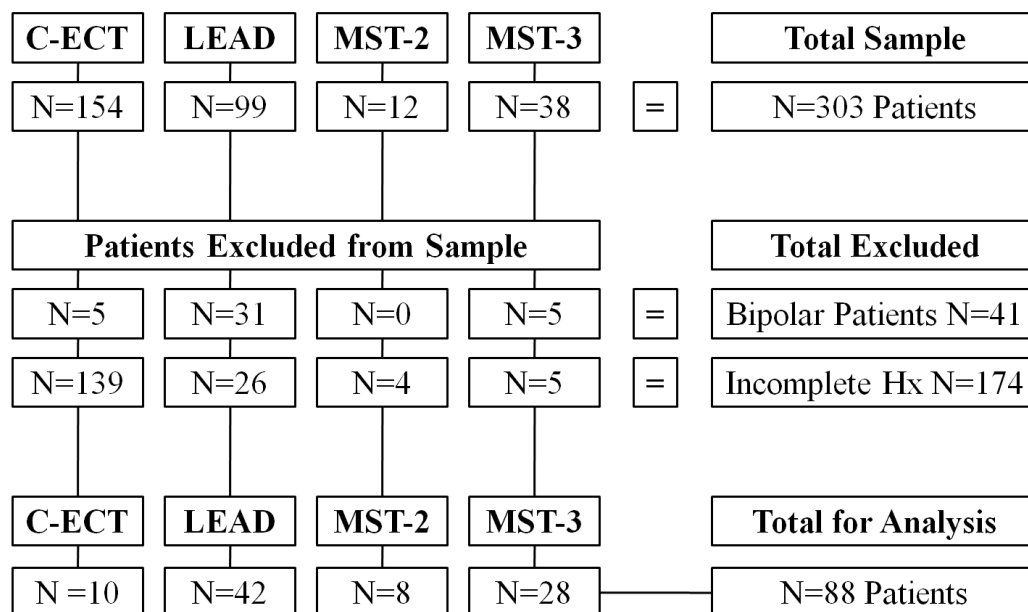 C-ECT LEAD MST-2 MST-3 Total Sample
N=154 N=99 N=12 N=38 = N=303 Patients
Patients Excluded from Sample Total Excluded
N=5 N=31 N=0 N=5 = Bipolar Patients N=41
N=139 N=26 N=4 N=5 = Incomplete Hx N=174
C-ECT LEAD MST-2 MST-3 Total for Analysis
N =10 N=42 N=8 N=28 N=88 Patients